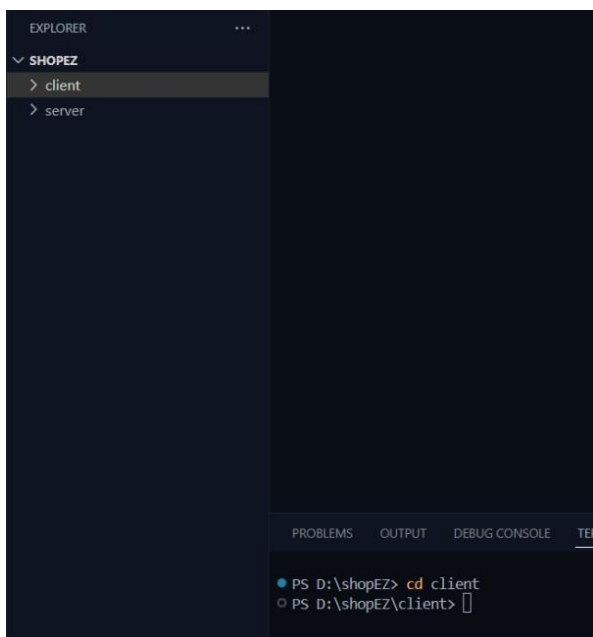 EXPLORER ...
SHOPEZ
client
server
PROBLEMS OUTPUT DEBUG CONSOLE
PS D:\shopEZ> cd client
PS D:\shopEZ\client>